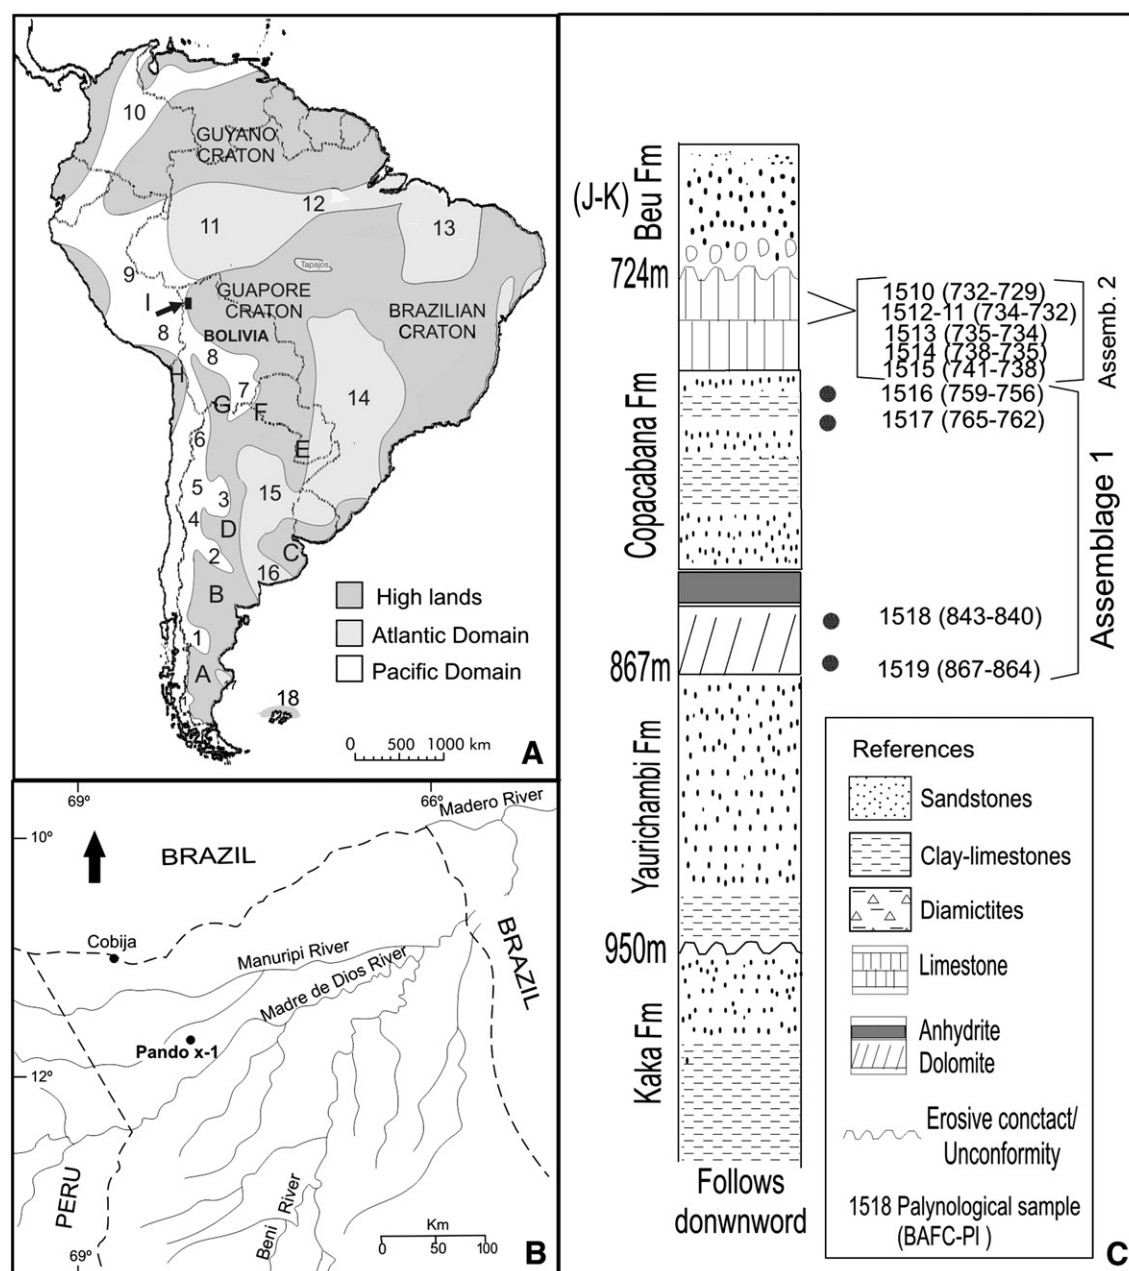 A
10
GUYANO
CRATON
12
11
13
Tapajos
9
I
GUAPORE
CRATON
BRAZILIAN
CRATON
8
BOLIVIA
8
H
7
G
F
14
6
E
5
3
15
4
D
2
C
16
B
1
A
18
High lands
Atlantic Domain
Pacific Domain
0 500 1000 km
B
69º
66º
Madero River
10º
BRAZIL
Cobija
Manuripi River
Madre de Dios River
BRAZIL
Pando x-1
12º
PERU
Beni River
Km
0 50 100
69º
C
(J-K)
Beu Fm
724m
1510 (732-729)
1512-11 (734-732)
1513 (735-734)
1514 (738-735)
1515 (741-738)
Assemb. 2
1516 (759-756)
1517 (765-762)
Copacabana Fm
Assemblage 1
1518 (843-840)
1519 (867-864)
867m
Yaurichambi Fm
950m
Kaka Fm
Follows
donwnword
References
Sandstones
Clay-limestones
Diamictites
Limestone
Anhydrite
Dolomite
Erosive conctact/
Unconformity
1518 Palynological sample
(BAFC-Pl )